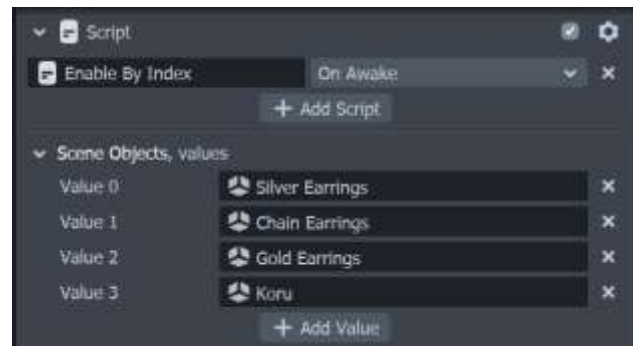 Script
Enable By Index On Awake
+ Add Script
Scene Objects, values
Value 0 Silver Earrings
Value 1 Chain Earrings
Value 2 Gold Earrings
Value 3 Koru
+ Add Value